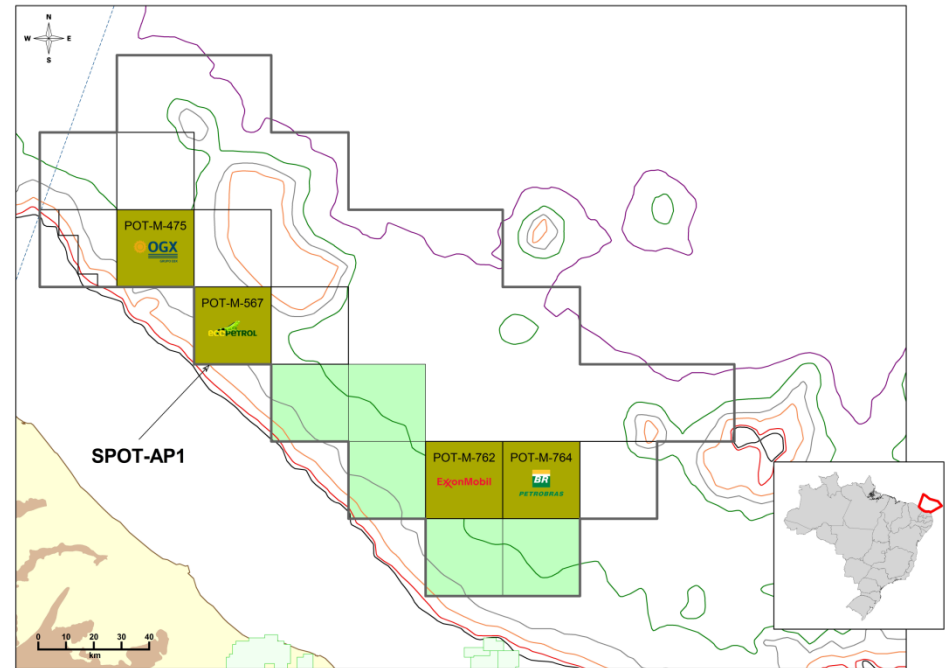 N
W E
S
POT-M-475
OGX
POT-M-567
ECOPETROL
SPOT-AP1
POT-M-762
ExxonMobil
POT-M-764
BR
PETROBRAS
0 10 20 30 40
km